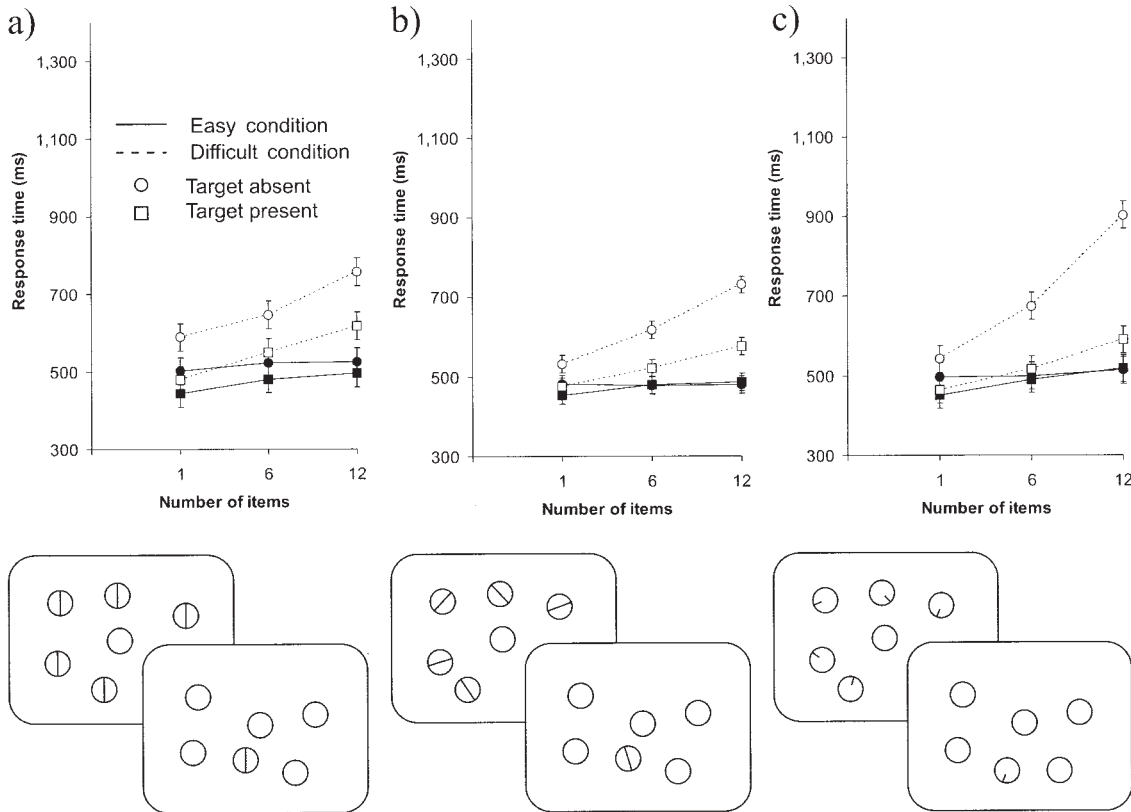 a)
1,300
1,100
900
700
500
300
Response time (ms)
Easy condition
Difficult condition
Target absent
Target present
1 6 12
Number of items
b)
1,300
1,100
900
700
500
300
Response time (ms)
1 6 12
Number of items
c)
1,300
1,100
900
700
500
300
Response time (ms)
1 6 12
Number of items